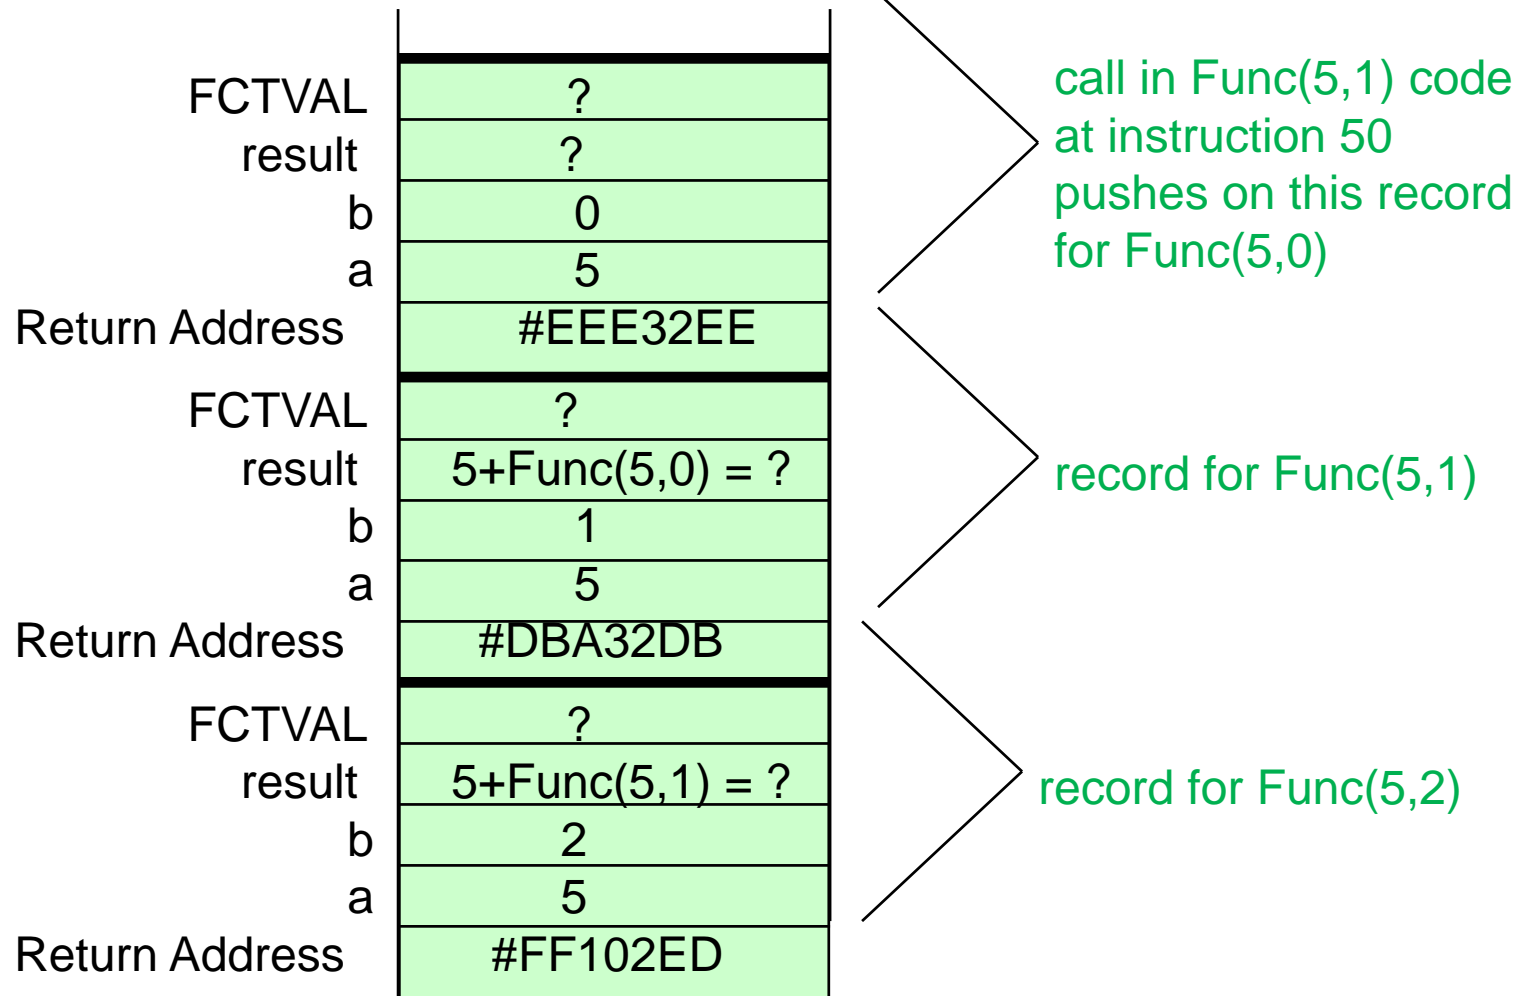 FCTVAL ?
result ?
b 0
a 5
Return Address #EEE32EE
call in Func(5,1) code
at instruction 50
pushes on this record
for Func(5,0)
FCTVAL ?
result 5+Func(5,0) = ?
b 1
a 5
Return Address #DBA32DB
record for Func(5,1)
FCTVAL ?
result 5+Func(5,1) = ?
b 2
a 5
Return Address #FF102ED
record for Func(5,2)